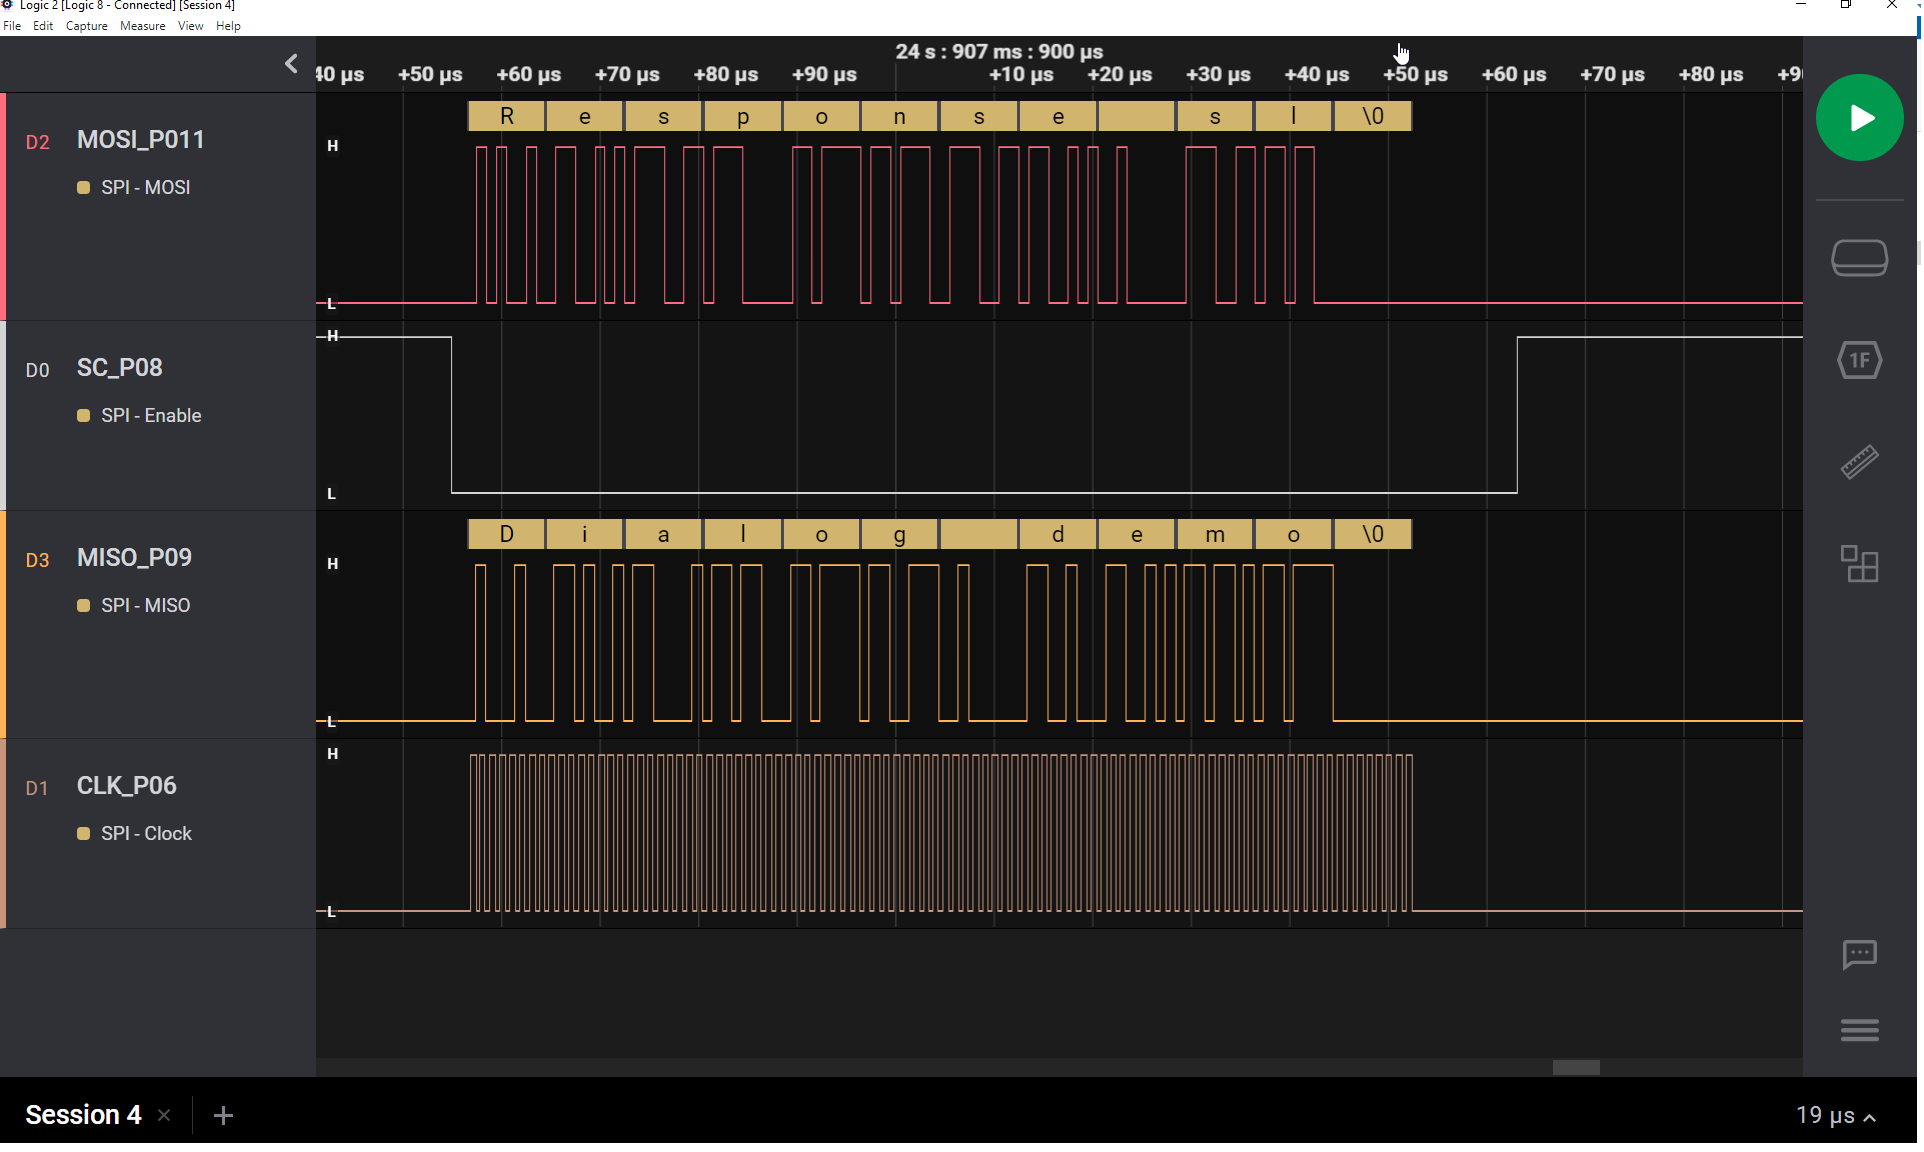 Logic 2 [Logic 8 - Connected] [Session 4]
File Edit Capture Measure View Help
24 s : 907 ms : 900 µs
40 µs +50 µs +60 µs +70 µs +80 µs +90 µs +10 µs +20 µs +30 µs +40 µs +50 µs +60 µs +70 µs +80 µs +9
R e s p o n s e s l \0
D2 MOSI_P011
H
SPI - MOSI
L
H
D0 SC_P08
SPI - Enable
L
D i a l o g d e m o \0
D3 MISO_P09
H
SPI - MISO
L
H
D1 CLK_P06
SPI - Clock
L
1F
Session 4 × +
19 µs